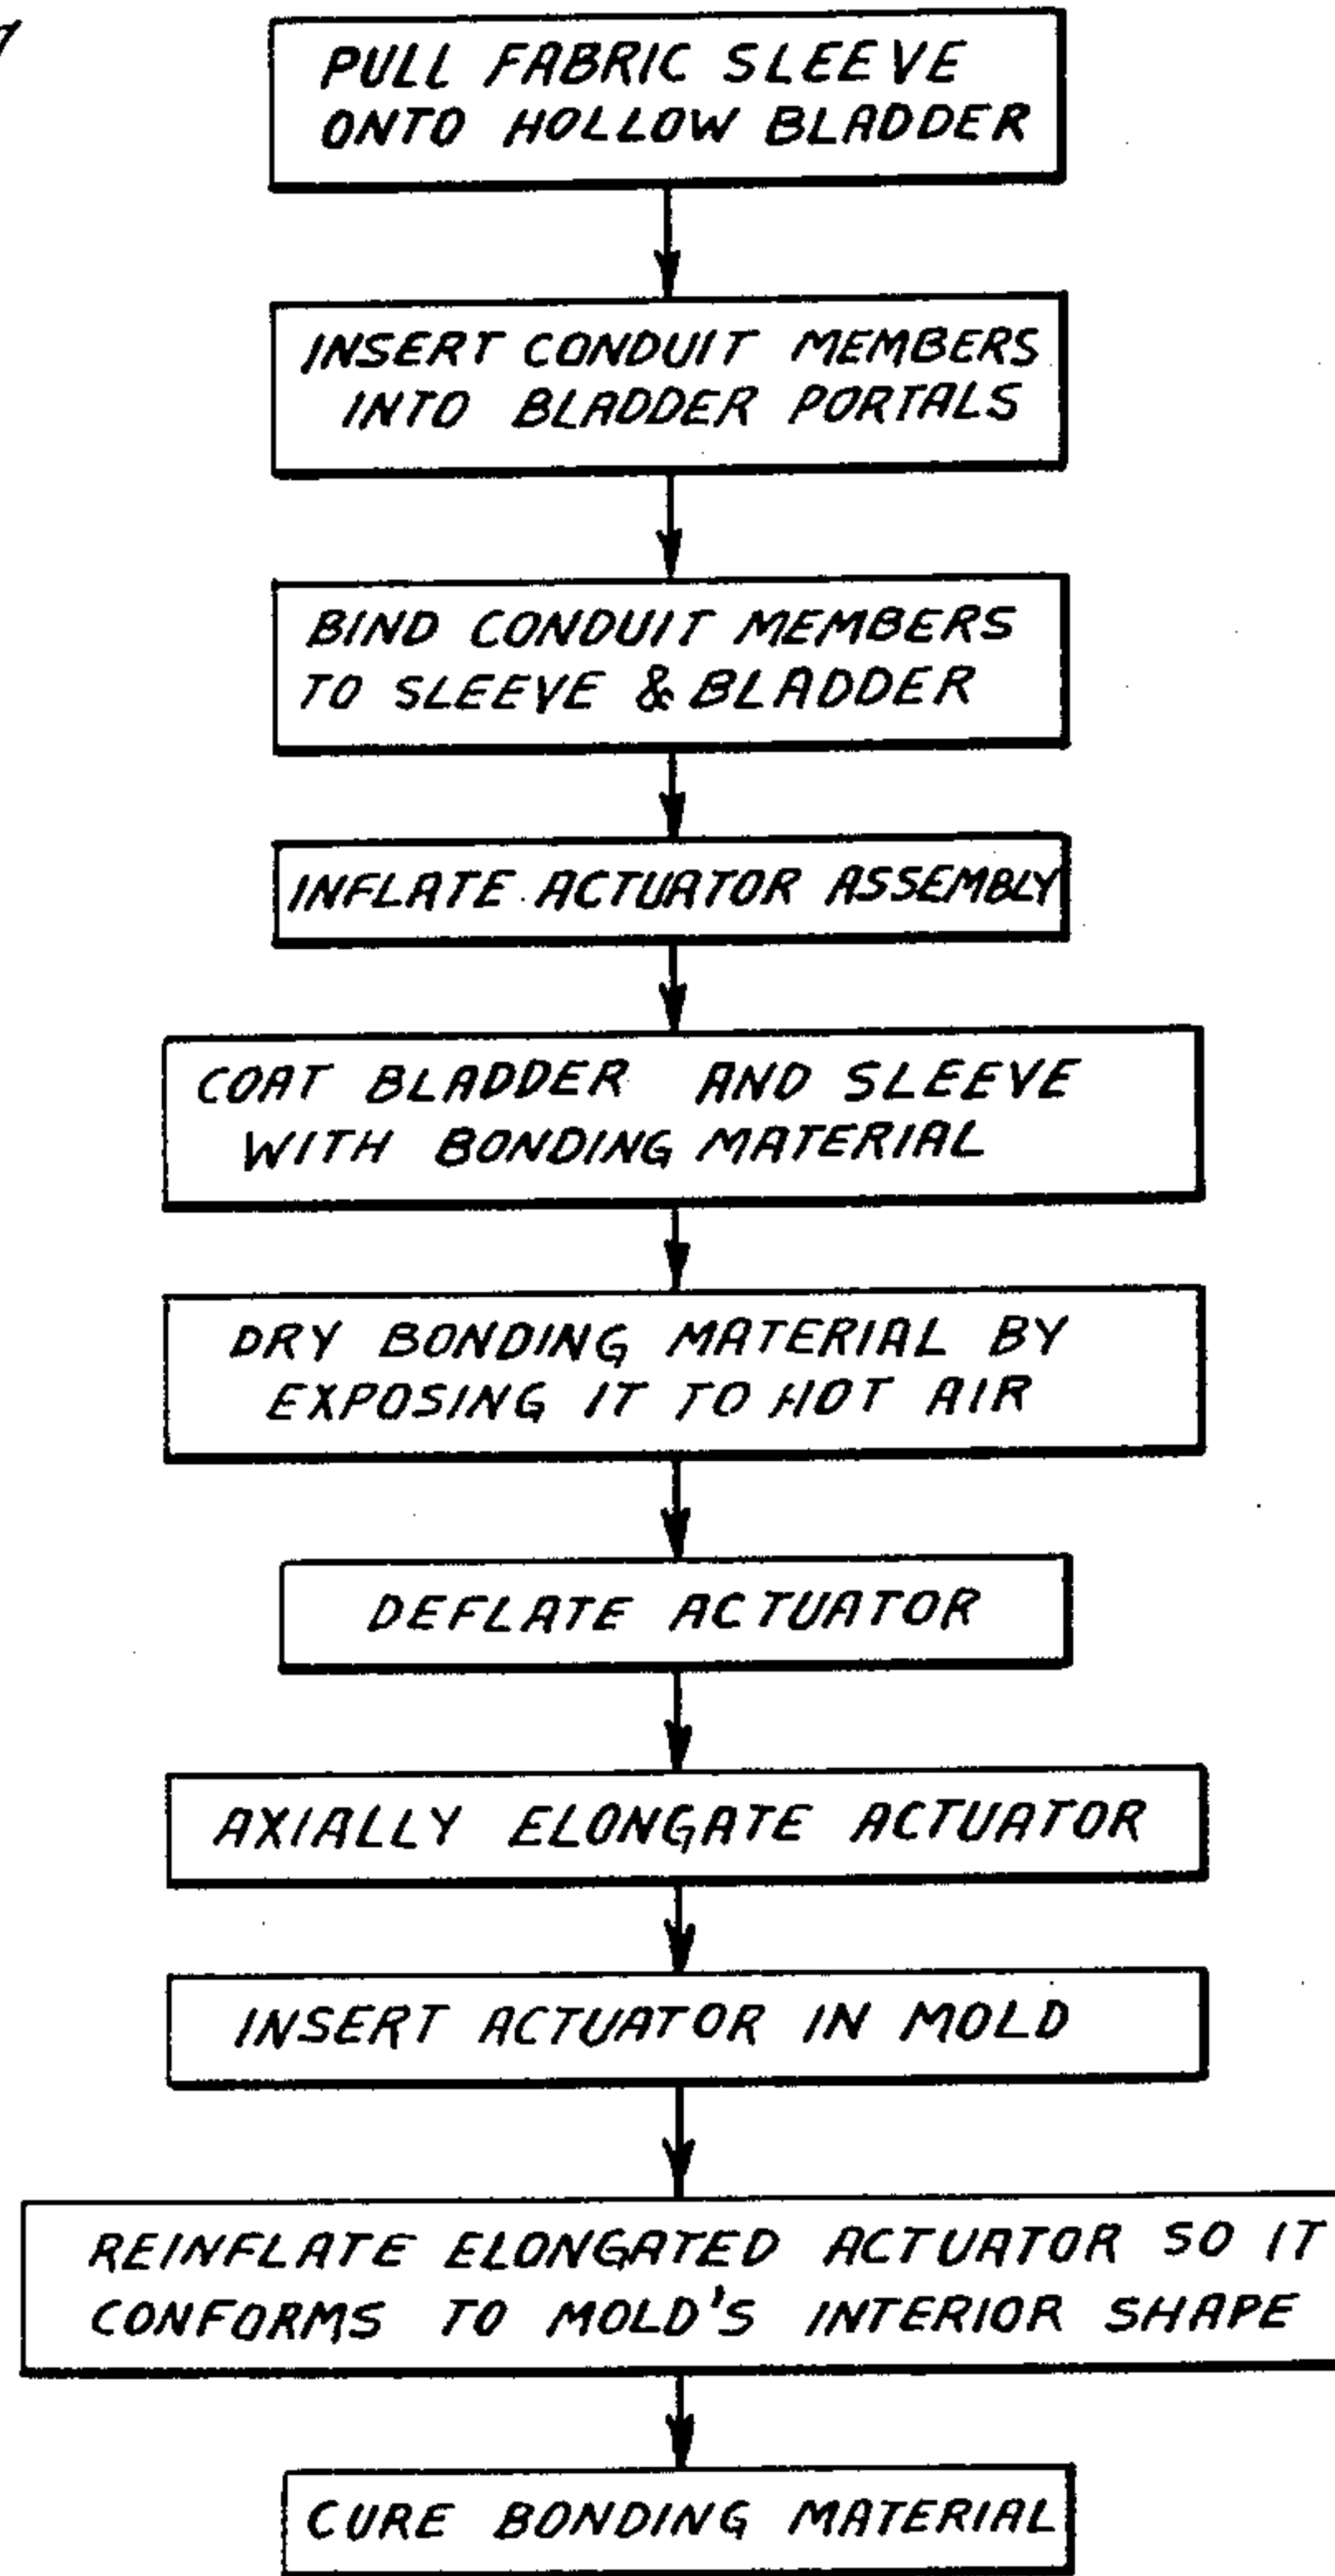 PULL FABRIC SLEEVE
ONTO HOLLOW BLADDER
INSERT CONDUIT MEMBERS
INTO BLADDER PORTALS
BIND CONDUIT MEMBERS
TO SLEEVE & BLADDER
INFLATE ACTUATOR ASSEMBLY
COAT BLADDER AND SLEEVE
WITH BONDING MATERIAL
DRY BONDING MATERIAL BY
EXPOSING IT TO HOT AIR
DEFLATE ACTUATOR
AXIALLY ELONGATE ACTUATOR
INSERT ACTUATOR IN MOLD
REINFLATE ELONGATED ACTUATOR SO IT
CONFORMS TO MOLD'S INTERIOR SHAPE
CURE BONDING MATERIAL